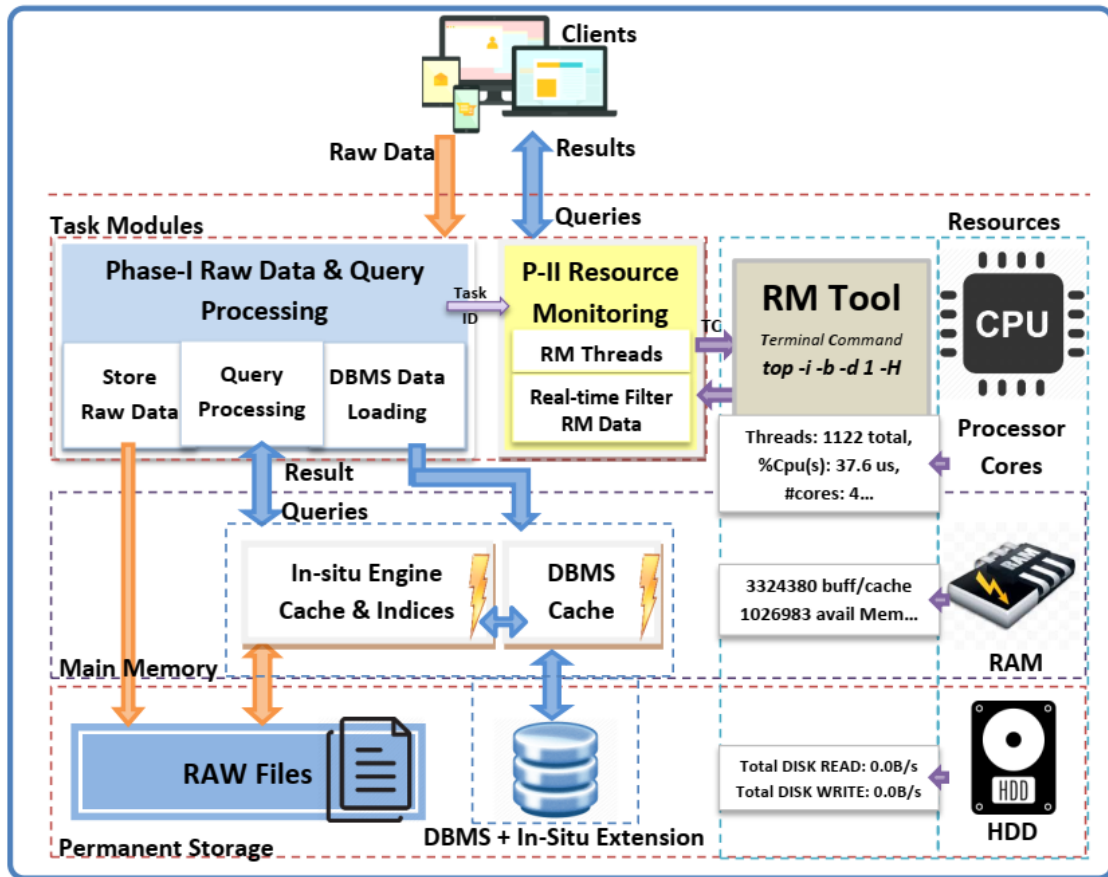 Clients
Raw Data
Results
Queries
Task Modules
Resources
Phase-I Raw Data & Query
Processing
Store
Raw Data
Query
Processing
DBMS Data
Loading
Task
ID
P-II Resource
Monitoring
RM Threads
Real-time Filter
RM Data
TC
RM Tool
Terminal Command
top -i -b -d 1 -H
CPU
Processor
Cores
Threads: 1122 total,
%Cpu(s): 37.6 us,
#cores: 4...
Result
Queries
In-situ Engine
Cache & Indices
DBMS
Cache
3324380 buff/cache
1026983 avail Mem...
RAM
RAM
Main Memory
RAW Files
Total DISK READ: 0.0B/s
Total DISK WRITE: 0.0B/s
HDD
HDD
DBMS + In-Situ Extension
Permanent Storage